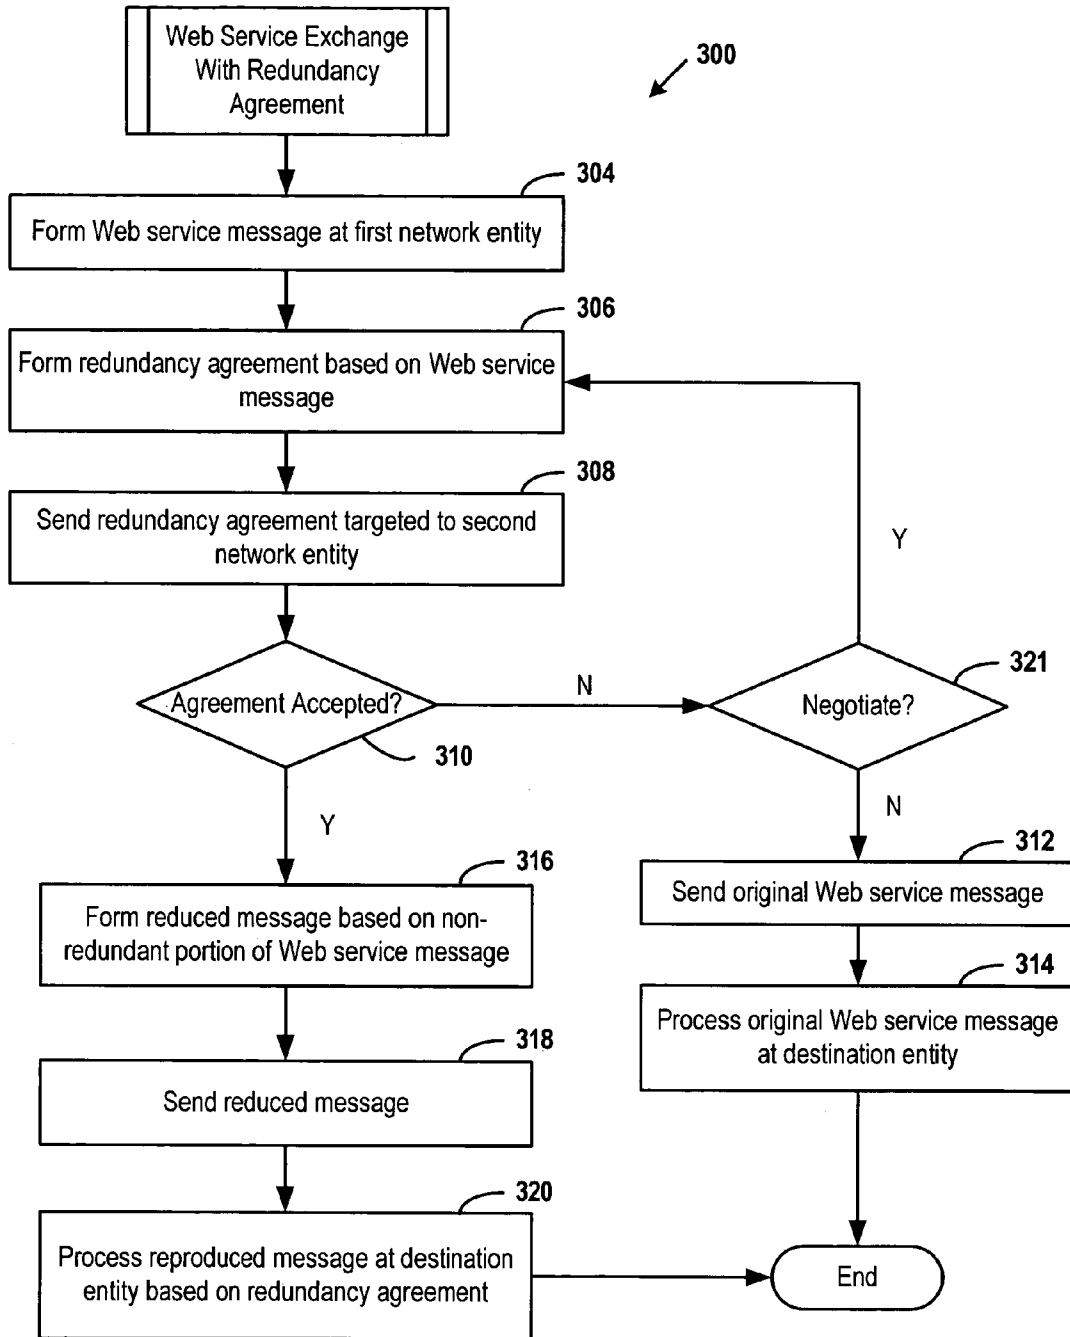 Web Service Exchange
With Redundancy
Agreement
300
304
Form Web service message at first network entity
306
Form redundancy agreement based on Web service
message
308
Send redundancy agreement targeted to second
network entity
Y
321
Agreement Accepted?
N
Negotiate?
310
N
Y
312
316
Send original Web service message
Form reduced message based on non-
redundant portion of Web service message
314
Process original Web service message
at destination entity
318
Send reduced message
320
Process reproduced message at destination
entity based on redundancy agreement
End